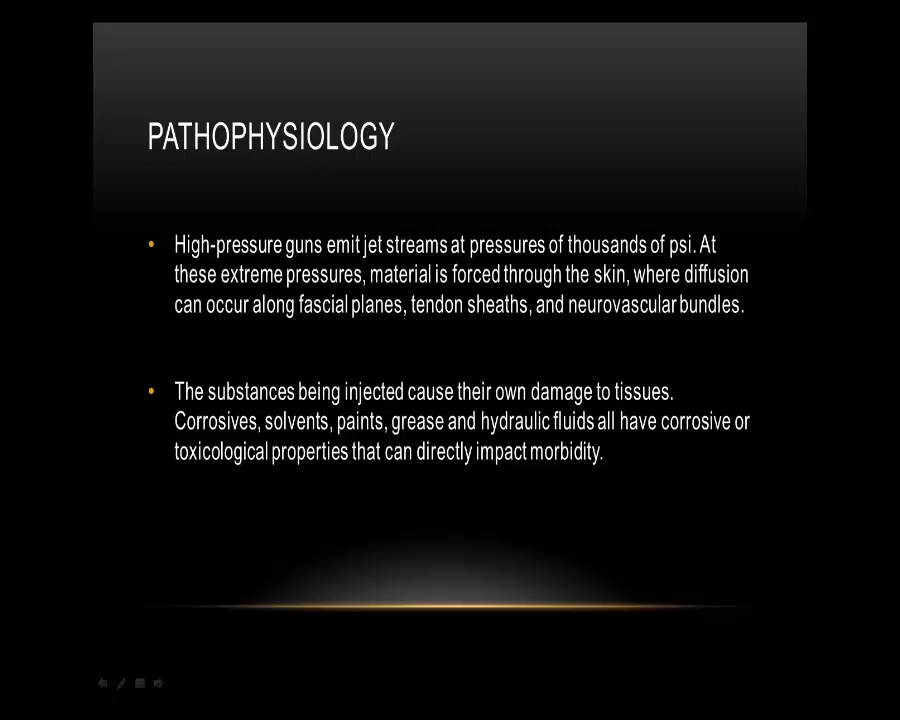 PATHOPHYSIOLOGY
• High-pressure guns emit jet streams at pressures of thousands of psi. At
these extreme pressures, material is forced through the skin, where diffusion
can occur along fascial planes, tendon sheaths, and neurovascular bundles.
• The substances being injected cause their own damage to tissues.
Corrosives, solvents, paints, grease and hydraulic fluids all have corrosive or
toxicological properties that can directly impact morbidity.